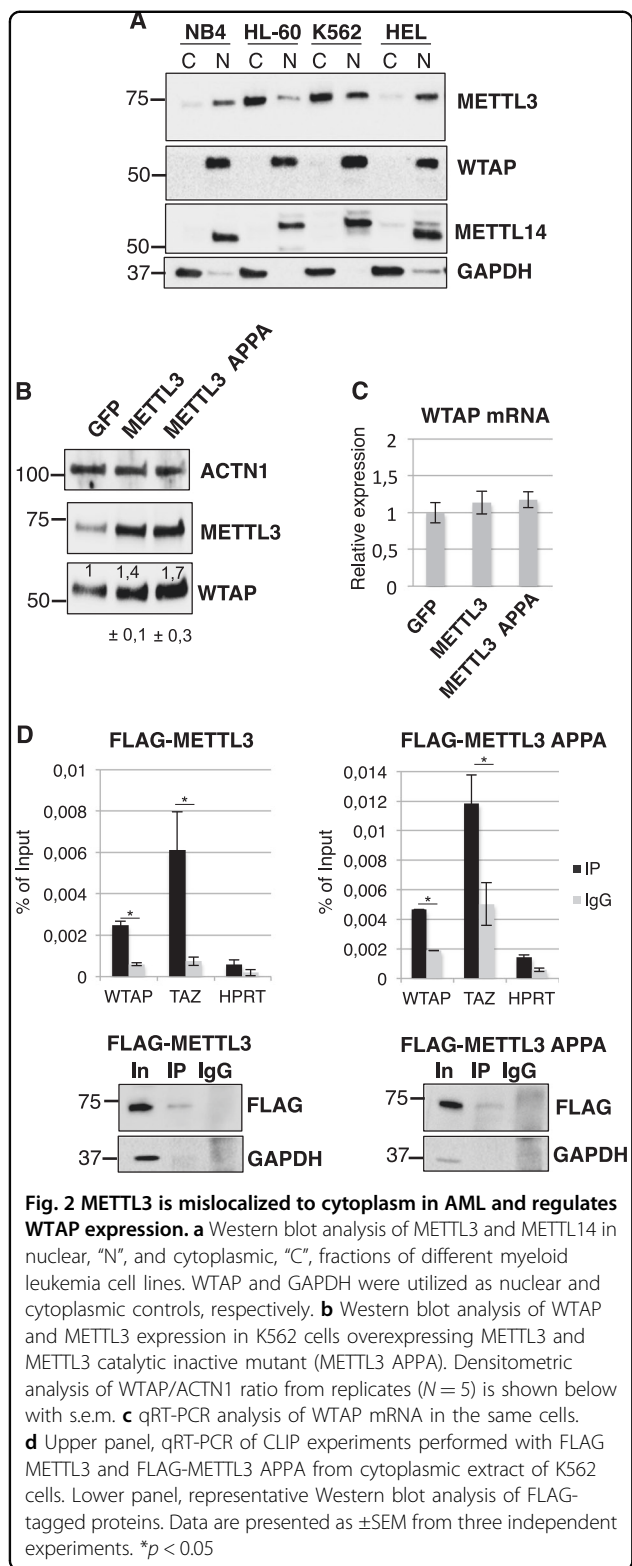 A
NB4 HL-60 K562 HEL
C N C N C N C N
75 METTL3
50 WTAP
50 METTL14
37 GAPDH
B
GFP METTL3 METTL3 APPA
100 ACTN1
75 METTL3
1 1,4 1,7
50 WTAP
± 0,1 ± 0,3
C
WTAP mRNA
Relative expression
2
1,5
1
0,5
0
GFP METTL3 METTL3 APPA
D
FLAG-METTL3
% of Input
0,01
0,008
0,006
0,004
0,002
0
* *
WTAP TAZ HPRT
FLAG-METTL3 APPA
% of Input
0,014
0,012
0,01
0,008
0,006
0,004
0,002
0
* *
WTAP TAZ HPRT
IP
IgG
FLAG-METTL3
In IP IgG
75 FLAG
37 GAPDH
FLAG-METTL3 APPA
In IP IgG
75 FLAG
37 GAPDH
Fig. 2 METTL3 is mislocalized to cytoplasm in AML and regulates
WTAP expression. a Western blot analysis of METTL3 and METTL14 in
nuclear, “N”, and cytoplasmic, “C”, fractions of different myeloid
leukemia cell lines. WTAP and GAPDH were utilized as nuclear and
cytoplasmic controls, respectively. b Western blot analysis of WTAP
and METTL3 expression in K562 cells overexpressing METTL3 and
METTL3 catalytic inactive mutant (METTL3 APPA). Densitometric
analysis of WTAP/ACTN1 ratio from replicates (N = 5) is shown below
with s.e.m. c qRT-PCR analysis of WTAP mRNA in the same cells.
d Upper panel, qRT-PCR of CLIP experiments performed with FLAG
METTL3 and FLAG-METTL3 APPA from cytoplasmic extract of K562
cells. Lower panel, representative Western blot analysis of FLAG-
tagged proteins. Data are presented as ±SEM from three independent
experiments. *p < 0.05